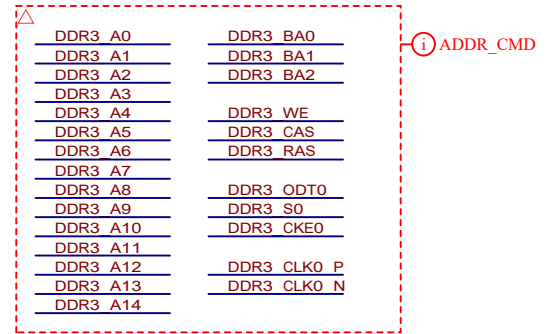 DDR3_A0
DDR3_A1
DDR3_A2
DDR3_A3
DDR3_A4
DDR3_A5
DDR3_A6
DDR3_A7
DDR3_A8
DDR3_A9
DDR3_A10
DDR3_A11
DDR3_A12
DDR3_A13
DDR3_A14
DDR3_BA0
DDR3_BA1
DDR3_BA2
DDR3_WE
DDR3_CAS
DDR3_RAS
DDR3_ODT0
DDR3_S0
DDR3_CKE0
DDR3_CLK0_P
DDR3_CLK0_N
i ADDR_CMD